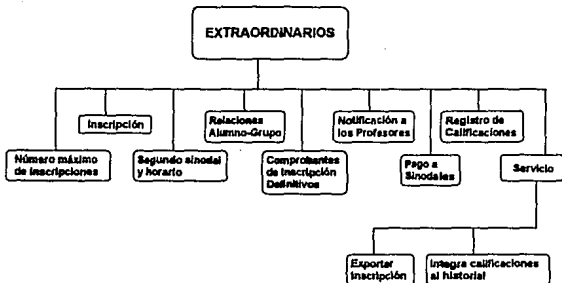 EXTRAORDINARIOS
Inscripción
Relaciones
Alumno-Grupo
Notificación a
los Profesores
Registro de
Calificaciones
Número máximo
de inscripciones
Segundo sinodal
y horario
Comprobantes
de Inscripción
Definitivos
Pago a
Sinodales
Servicio
Exportar
Inscripción
Integra calificaciones
al historial